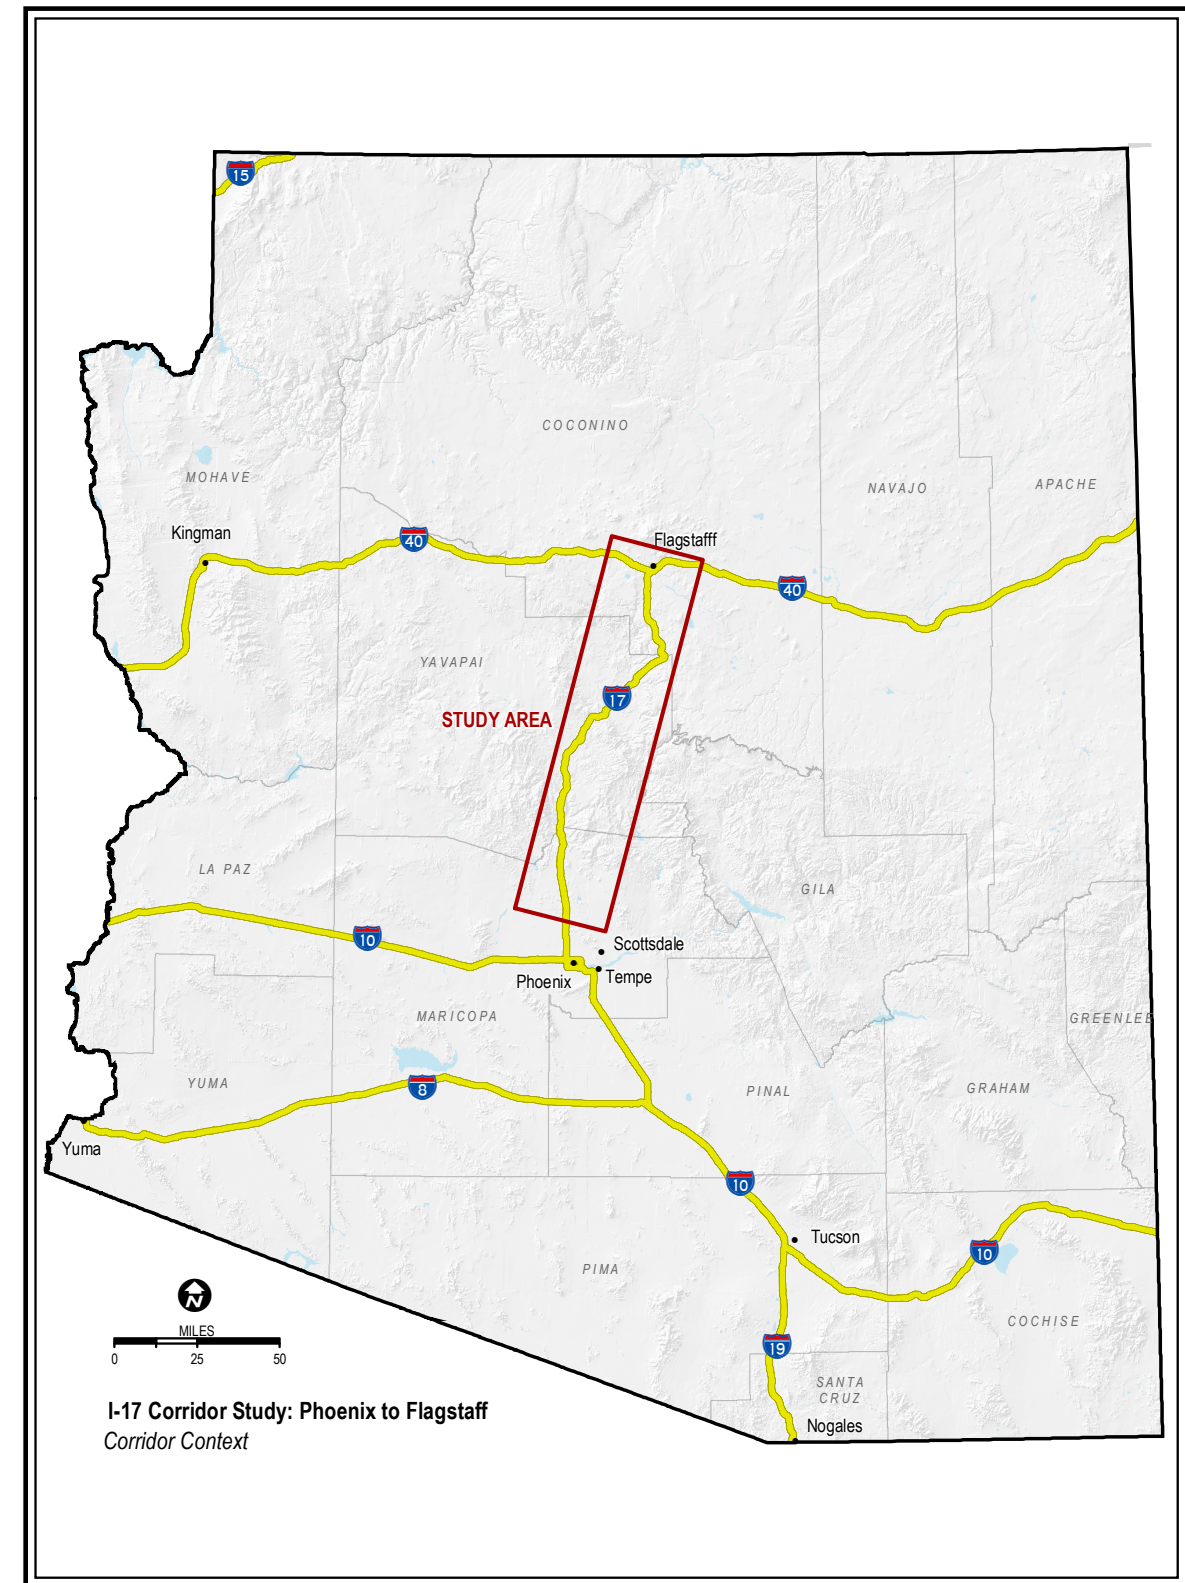 15
COCONINO
MOHAVE
NAVAJO
APACHE
Kingman
40
Flagstafff
40
YAVAPAI
17
STUDY AREA
LA PAZ
GILA
10
Scottsdale
Phoenix
Tempe
MARICOPA
GREENLEE
YUMA
8
PINAL
GRAHAM
Yuma
10
Tucson
10
PIMA
COCHISE
N
MILES
0 25 50
19
SANTA
CRUZ
Nogales
I-17 Corridor Study: Phoenix to Flagstaff
Corridor Context